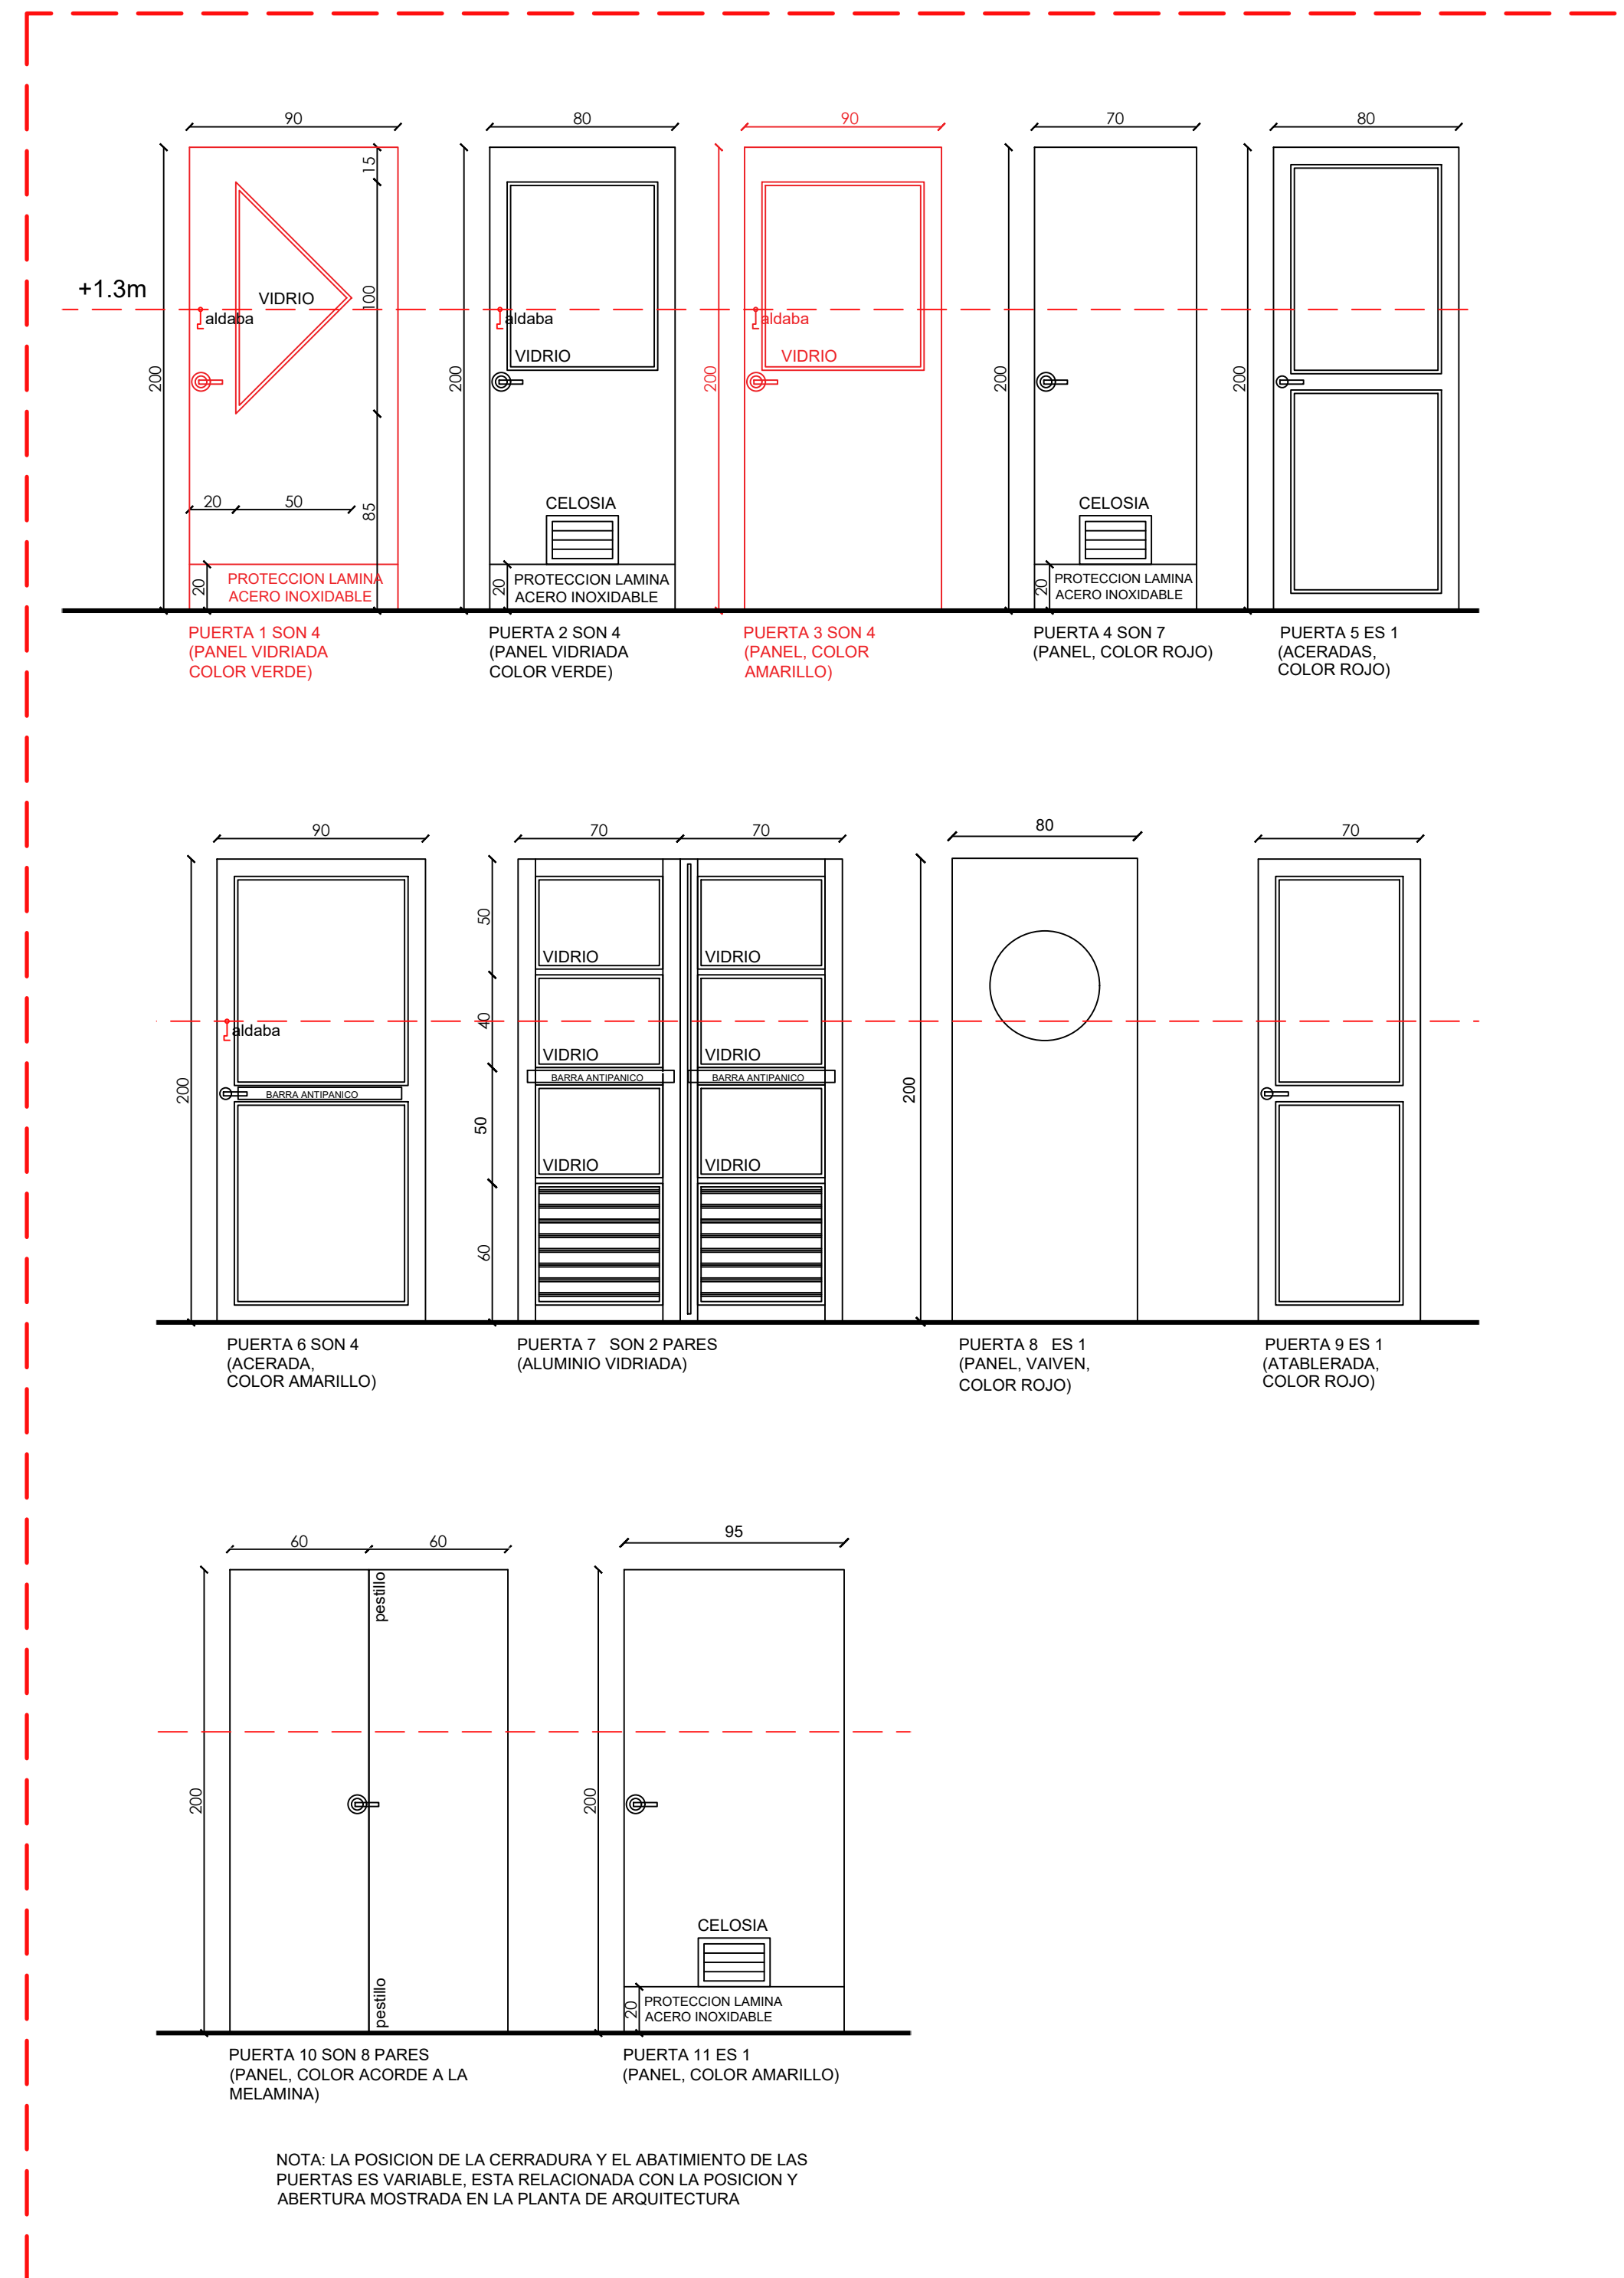 90
80
90
70
80
15
+1.3m
VIDRIO
100
aldaba
aldaba
aldaba
VIDRIO
VIDRIO
200
200
200
200
200
20
50
85
CELOSIA
CELOSIA
20
PROTECCION LAMINA
ACERO INOXIDABLE
20
PROTECCION LAMINA
ACERO INOXIDABLE
20
PROTECCION LAMINA
ACERO INOXIDABLE
PUERTA 1 SON 4
(PANEL VIDRIADA
COLOR VERDE)
PUERTA 2 SON 4
(PANEL VIDRIADA
COLOR VERDE)
PUERTA 3 SON 4
(PANEL, COLOR
AMARILLO)
PUERTA 4 SON 7
(PANEL, COLOR ROJO)
PUERTA 5 ES 1
(ACERADAS,
COLOR ROJO)
90
70
70
80
70
50
VIDRIO
VIDRIO
40
aldaba
VIDRIO
VIDRIO
200
BARRA ANTIPANICO
BARRA ANTIPANICO
BARRA ANTIPANICO
200
50
VIDRIO
VIDRIO
60
PUERTA 6 SON 4
(ACERADA,
COLOR AMARILLO)
PUERTA 7 SON 2 PARES
(ALUMINIO VIDRIADA)
PUERTA 8 ES 1
(PANEL, VAIVEN,
COLOR ROJO)
PUERTA 9 ES 1
(ATABLERADA,
COLOR ROJO)
60
60
95
pestillo
200
200
CELOSIA
pestillo
20
PROTECCION LAMINA
ACERO INOXIDABLE
PUERTA 10 SON 8 PARES
(PANEL, COLOR ACORDE A LA
MELAMINA)
PUERTA 11 ES 1
(PANEL, COLOR AMARILLO)
NOTA: LA POSICION DE LA CERRADURA Y EL ABATIMIENTO DE LAS
PUERTAS ES VARIABLE, ESTA RELACIONADA CON LA POSICION Y
ABERTURA MOSTRADA EN LA PLANTA DE ARQUITECTURA